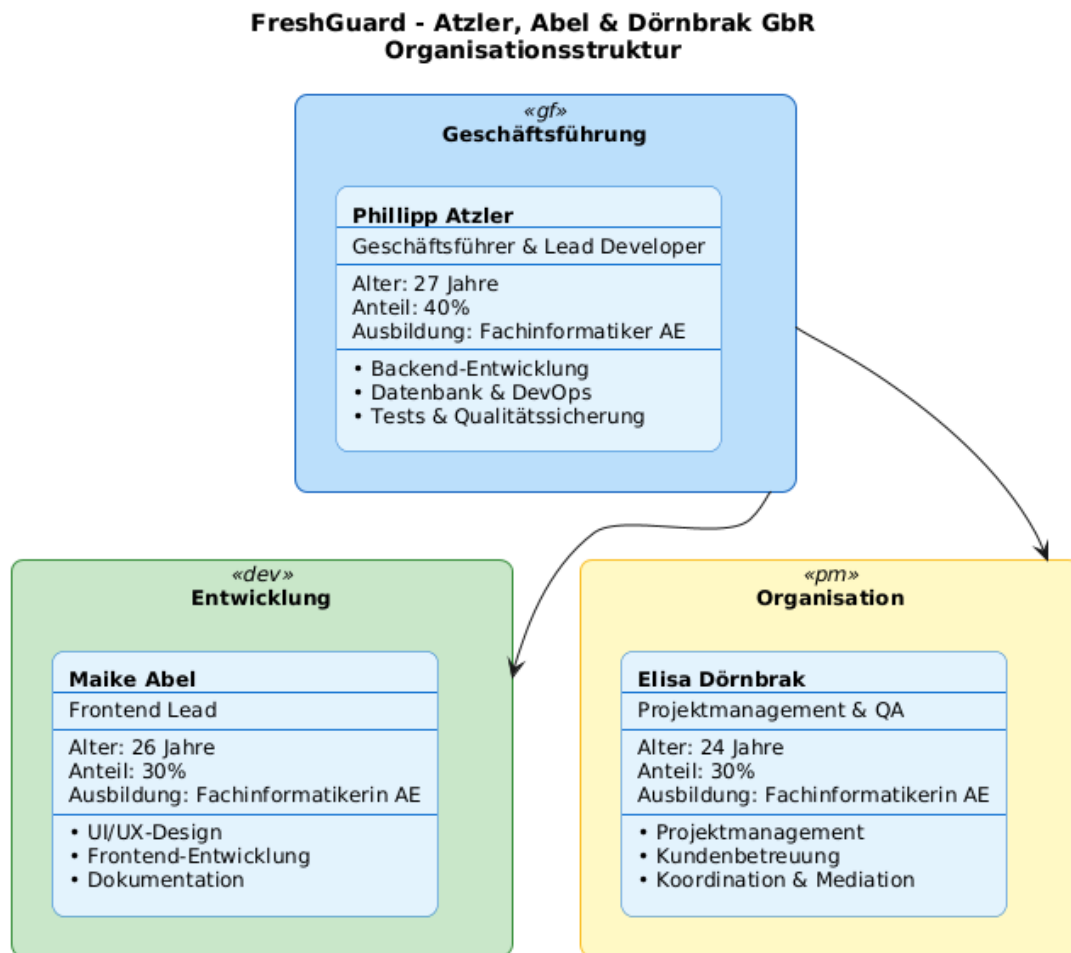 FreshGuard - Atzler, Abel & Dörnbrak GbR
Organisationsstruktur
«gf»
Geschäftsführung
Phillipp Atzler
Geschäftsführer & Lead Developer
Alter: 27 Jahre
Anteil: 40%
Ausbildung: Fachinformatiker AE
• Backend-Entwicklung
• Datenbank & DevOps
• Tests & Qualitätssicherung
«dev»
Entwicklung
Maike Abel
Frontend Lead
Alter: 26 Jahre
Anteil: 30%
Ausbildung: Fachinformatikerin AE
• UI/UX-Design
• Frontend-Entwicklung
• Dokumentation
«pm»
Organisation
Elisa Dörnbrak
Projektmanagement & QA
Alter: 24 Jahre
Anteil: 30%
Ausbildung: Fachinformatikerin AE
• Projektmanagement
• Kundenbetreuung
• Koordination & Mediation